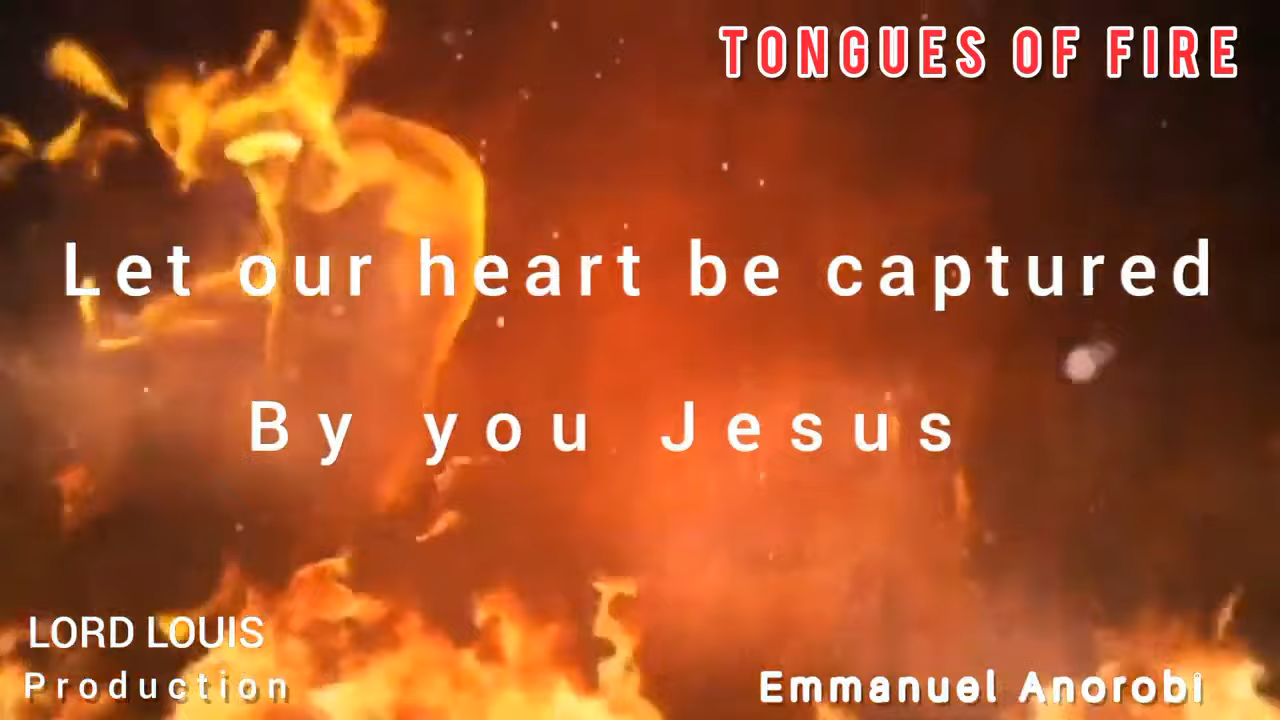 TONGUES OF FIRE
Let our heart be captured
By you Jesus
LORD LOUIS
Production
Emmanuel Anorobi